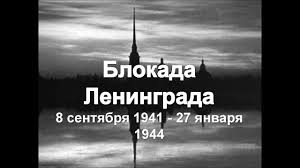 Блокада
Ленинграда
8 сентября 1941 - 27 января
1944